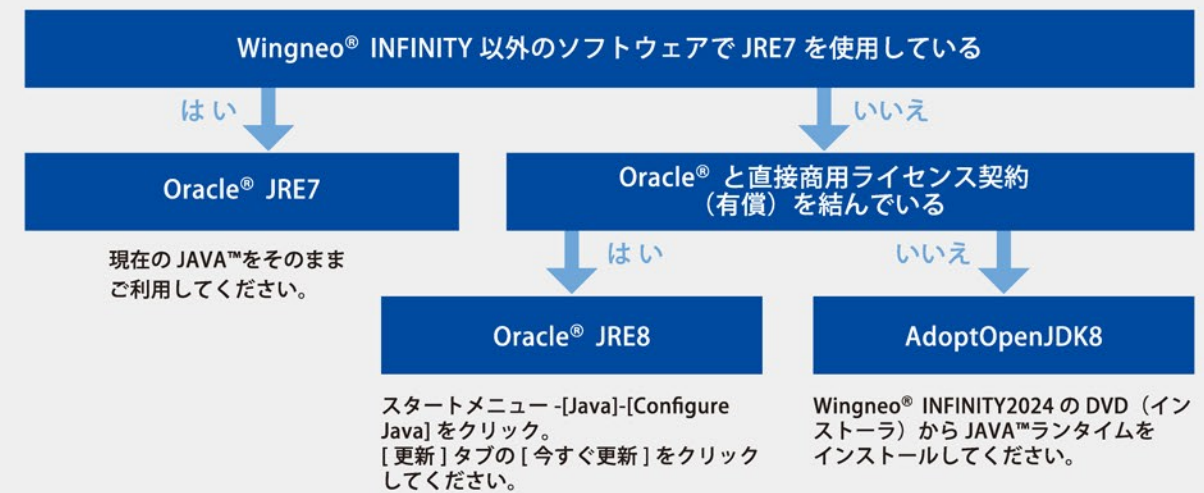 Wingneo® INFINITY 以外のソフトウェアで JRE7 を使用している
はい
いいえ
Oracle® JRE7
現在の JAVA™をそのまま
ご利用してください。
Oracle® と直接商用ライセンス契約
（有償）を結んでいる
はい
いいえ
Oracle® JRE8
スタートメニュー -[Java]-[Configure
Java] をクリック。
[ 更新 ] タブの [ 今すぐ更新 ] をクリック
してください。
AdoptOpenJDK8
Wingneo® INFINITY2024 の DVD（イン
ストーラ）から JAVA™ランタイムを
インストールしてください。